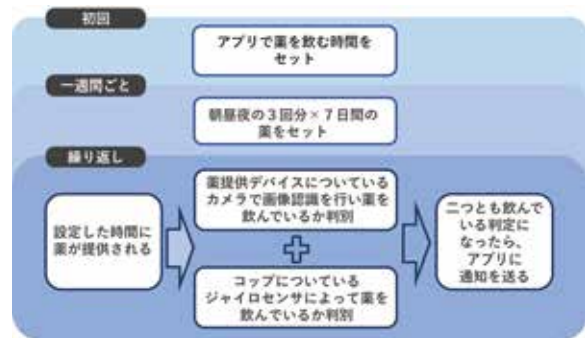 初回
アプリで薬を飲む時間を
セット
一週間ごと
朝昼夜の３回分×７日間の
薬をセット
繰り返し
設定した時間に
薬が提供される
薬提供デバイスについている
カメラで画像認識を行い薬を
飲んでいるか判別
コップについている
ジャイロセンサによって薬を
飲んでいるか判別
二つとも飲んで
いる判定に
なったら、
アプリに
通知を送る